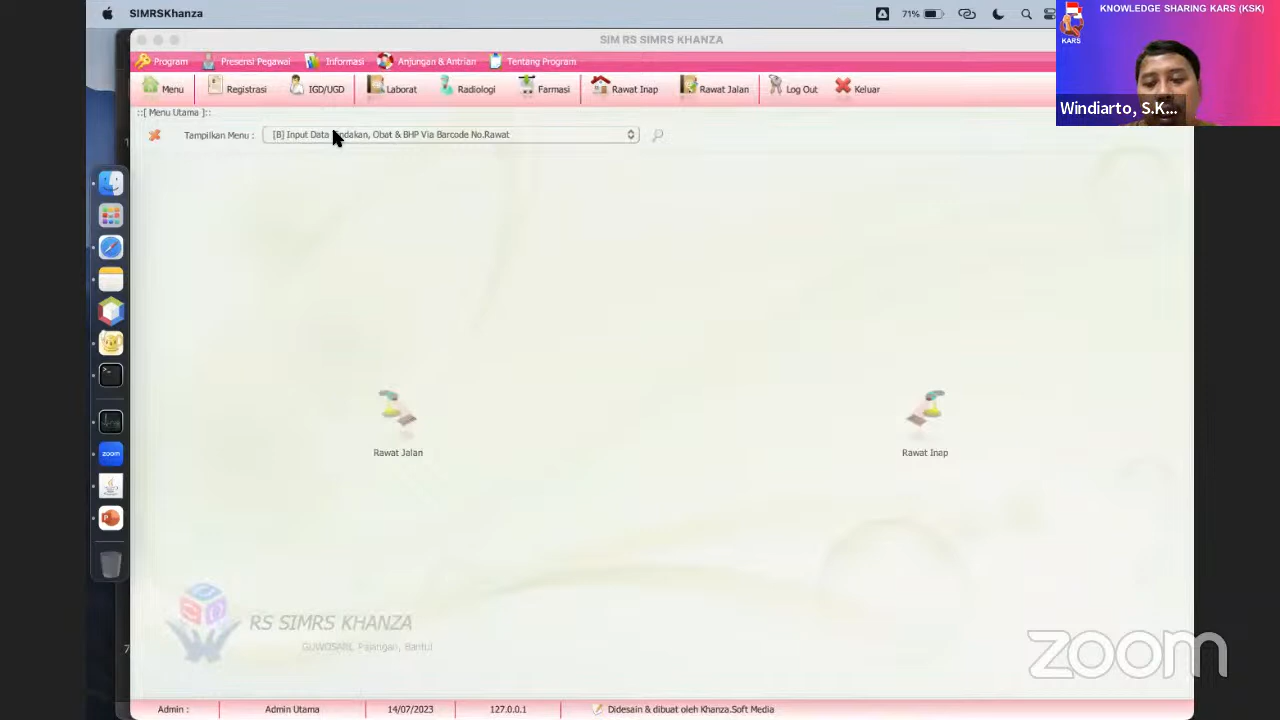 SIMRSKhanza
71%
KNOWLEDGE SHARING KARS (KSK)
KARS
Windiarto, S.K...
SIM RS SIMRS KHANZA
Program Presensi Pegawai Informasi Anjungan & Antrian Tentang Program
Menu Registrasi IGD/UGD Laborat Radiologi Farmasi Rawat Inap Rawat Jalan Log Out Keluar
::[ Menu Utama ]::
Tampilkan Menu : [B] Input Data Tindakan, Obat & BHP Via Barcode No.Rawat
zoom
Rawat Jalan
Rawat Inap
RS SIMRS KHANZA
GUWOSARI, Pajangan, Bantul
zoom
7
Admin : Admin Utama 14/07/2023 127.0.0.1 Didesain & dibuat oleh Khanza.Soft Media